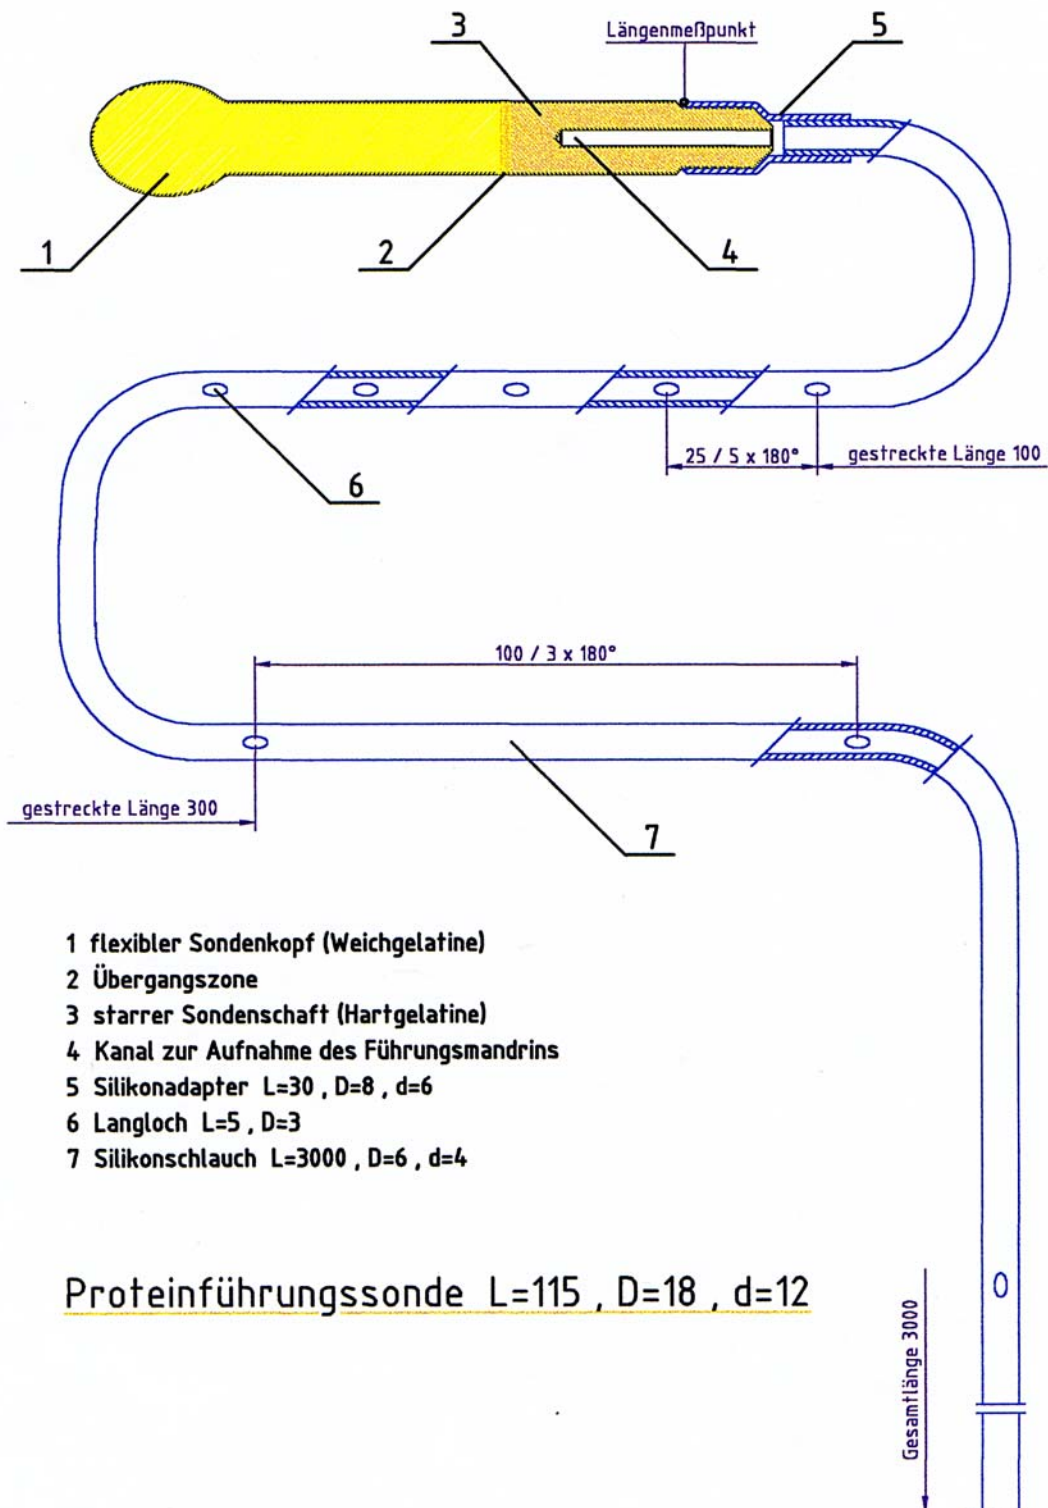 3
Längenmeßpunkt
5
1
2
4
25 / 5 x 180°
gestreckte Länge 100
6
100 / 3 x 180°
gestreckte Länge 300
7
1 flexibler Sondenkopf (Weichgelatine)
2 Übergangszone
3 starrer Sondenschaft (Hartgelatine)
4 Kanal zur Aufnahme des Führungsmandrins
5 Silikonadapter L=30 , D=8 , d=6
6 Langloch L=5 , D=3
7 Silikonschlauch L=3000 , D=6 , d=4
Proteinführungssonde L=115 , D=18 , d=12
Gesamtlänge 3000